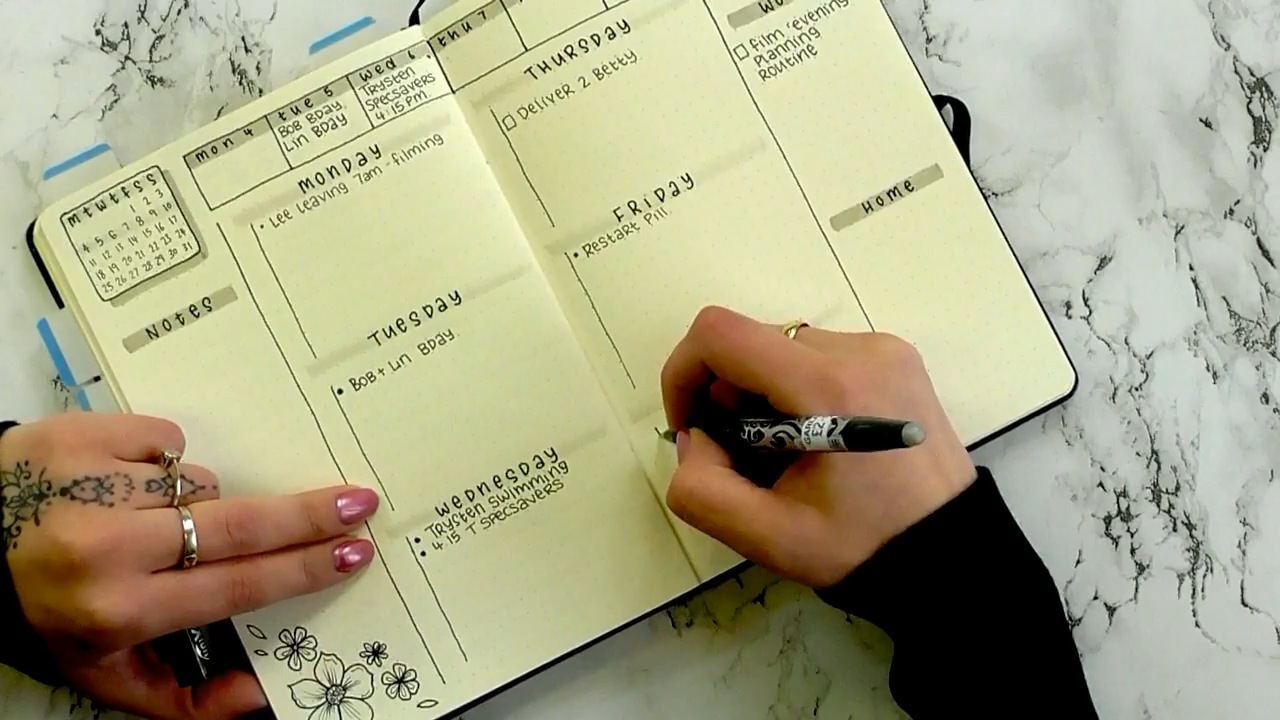 mon 4
tue 5
BOB BDAY
Lin BDAY
wed 6
TRYSTEN
SPECSAVERS
4:15 PM
thu 7
m t w t f s s
1 2 3
4 5 6 7 8 9 10
11 12 13 14 15 16 17
18 19 20 21 22 23 24
25 26 27 28 29 30 31
NOTES
MONDAY
• Lee Leaving 7am - filming
TUESDAY
• BOB + Lin BDAY
WEDNESDAY
• TRYSTEN SWIMMING
• 4:15 T SPECSAVERS
THURSDAY
DELIVER 2 BETTY
FRIDAY
• RESTART PILL
film 'evening
PLANNING
ROUTINE
HOME
£2